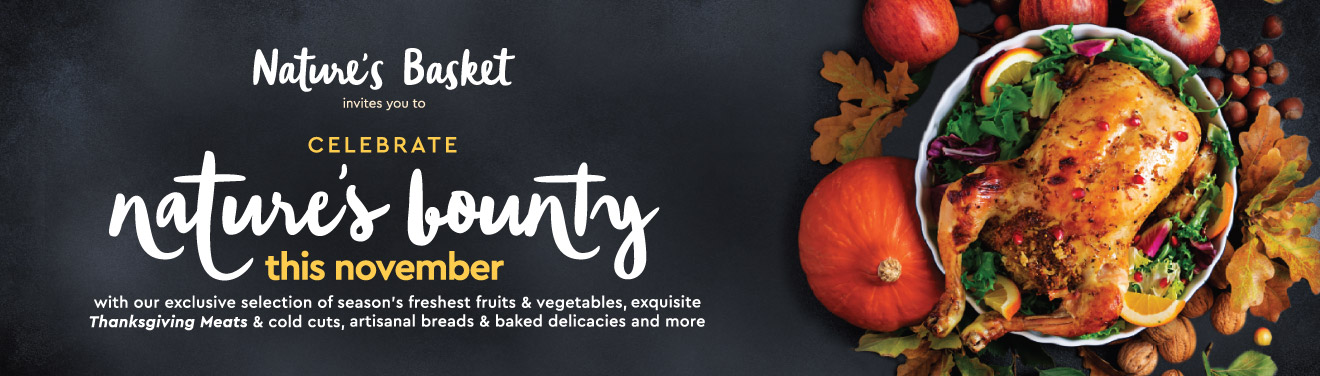 Nature's Basket
invites you to
CELEBRATE
nature's bounty
this november
with our exclusive selection of season's freshest fruits & vegetables, exquisite
Thanksgiving Meats & cold cuts, artisanal breads & baked delicacies and more